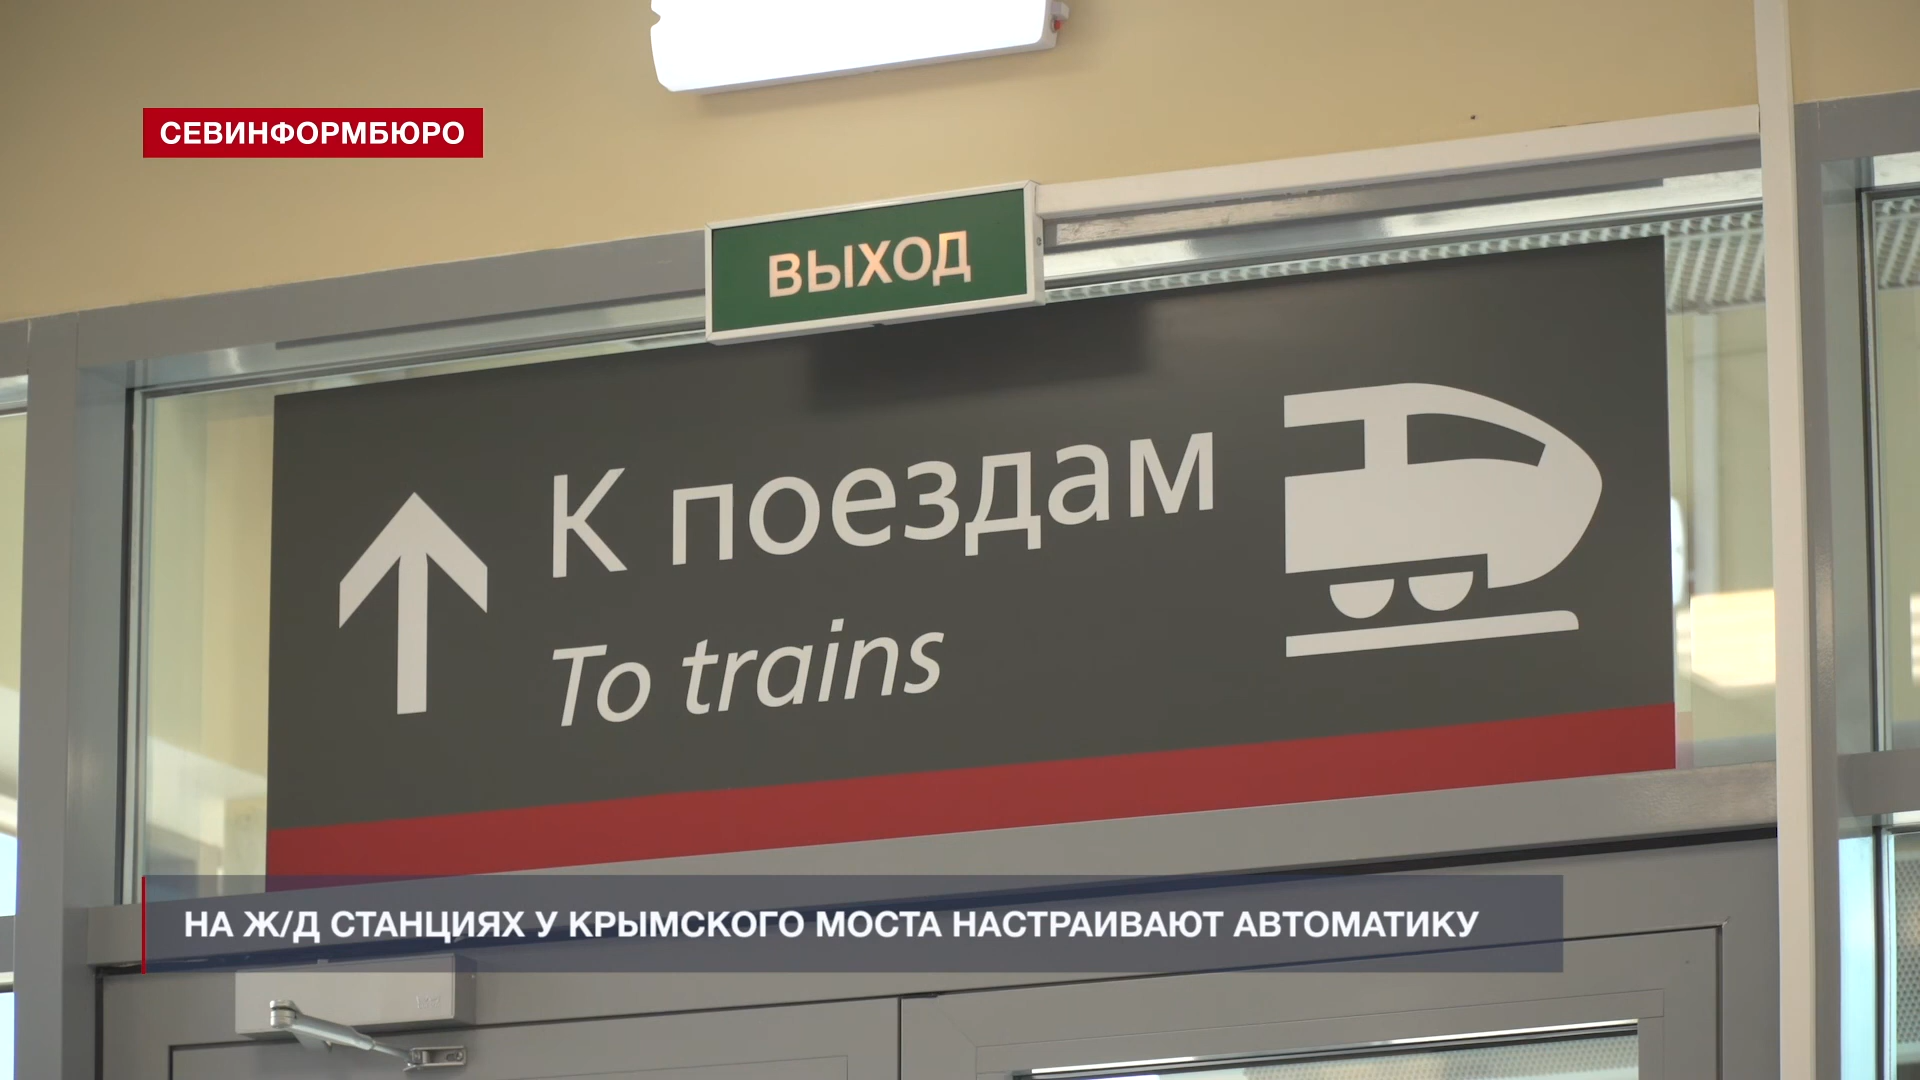 СЕВИНФОРМБЮРО
ВЫХОД
К поездам
To trains
НА Ж/Д СТАНЦИЯХ У КРЫМСКОГО МОСТА НАСТРАИВАЮТ АВТОМАТИКУ